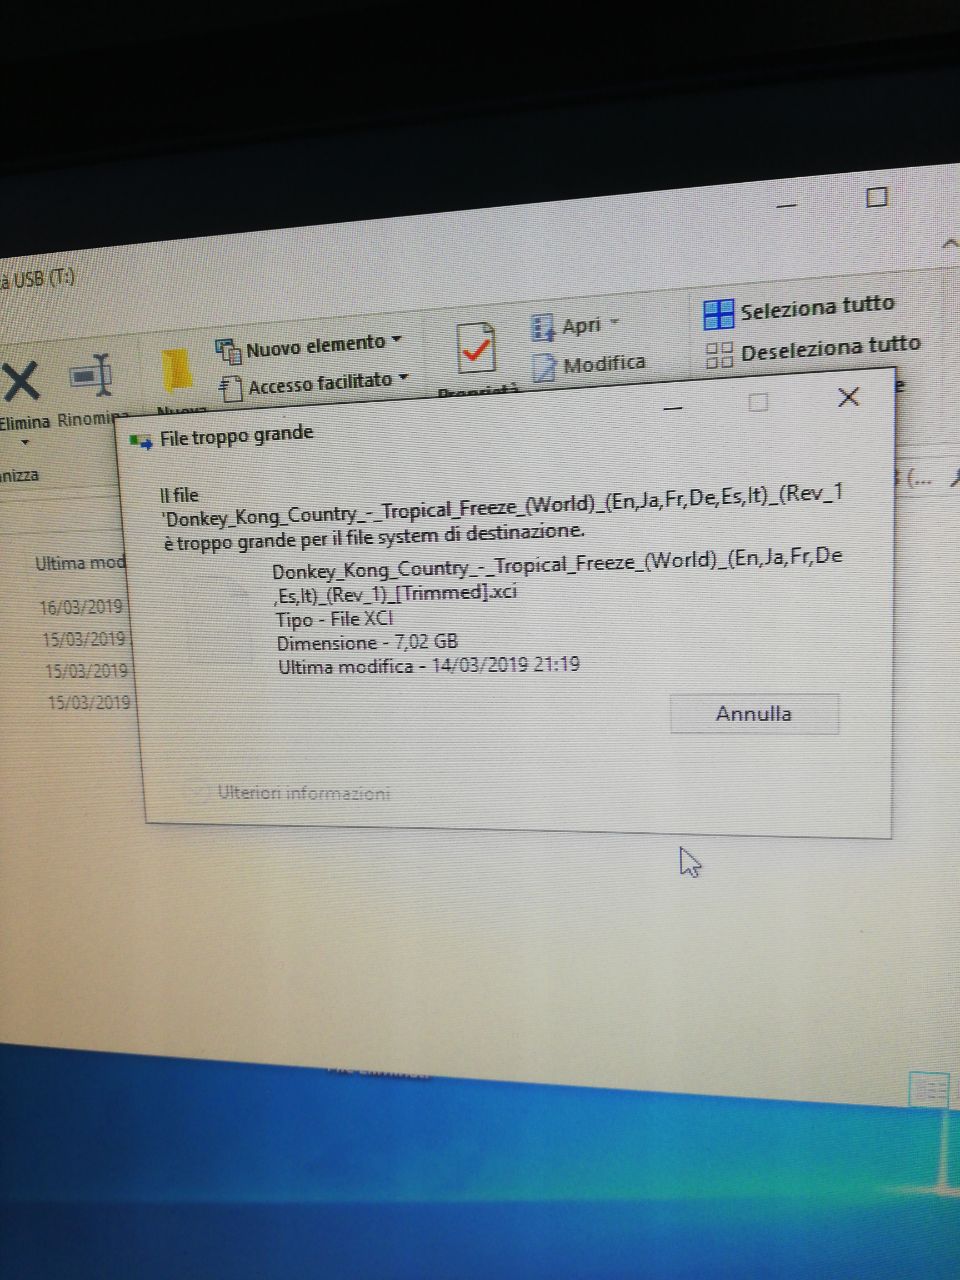 à USB (T:)
Elimina
Rinomina
Nuovo elemento
Accesso facilitato
Apri
Modifica
Seleziona tutto
Deseleziona tutto
nizza
Ultima mod
16/03/2019
15/03/2019
15/03/2019
15/03/2019
File troppo grande
Il file
'Donkey_Kong_Country_-_Tropical_Freeze_(World)_(En,Ja,Fr,De,Es,It)_(Rev_1
è troppo grande per il file system di destinazione.
Donkey_Kong_Country_-_Tropical_Freeze_(World)_(En,Ja,Fr,De
,Es,It)_(Rev_1)_[Trimmed].xci
Tipo - File XCI
Dimensione - 7,02 GB
Ultima modifica - 14/03/2019 21:19
Annulla
Ulteriori informazioni